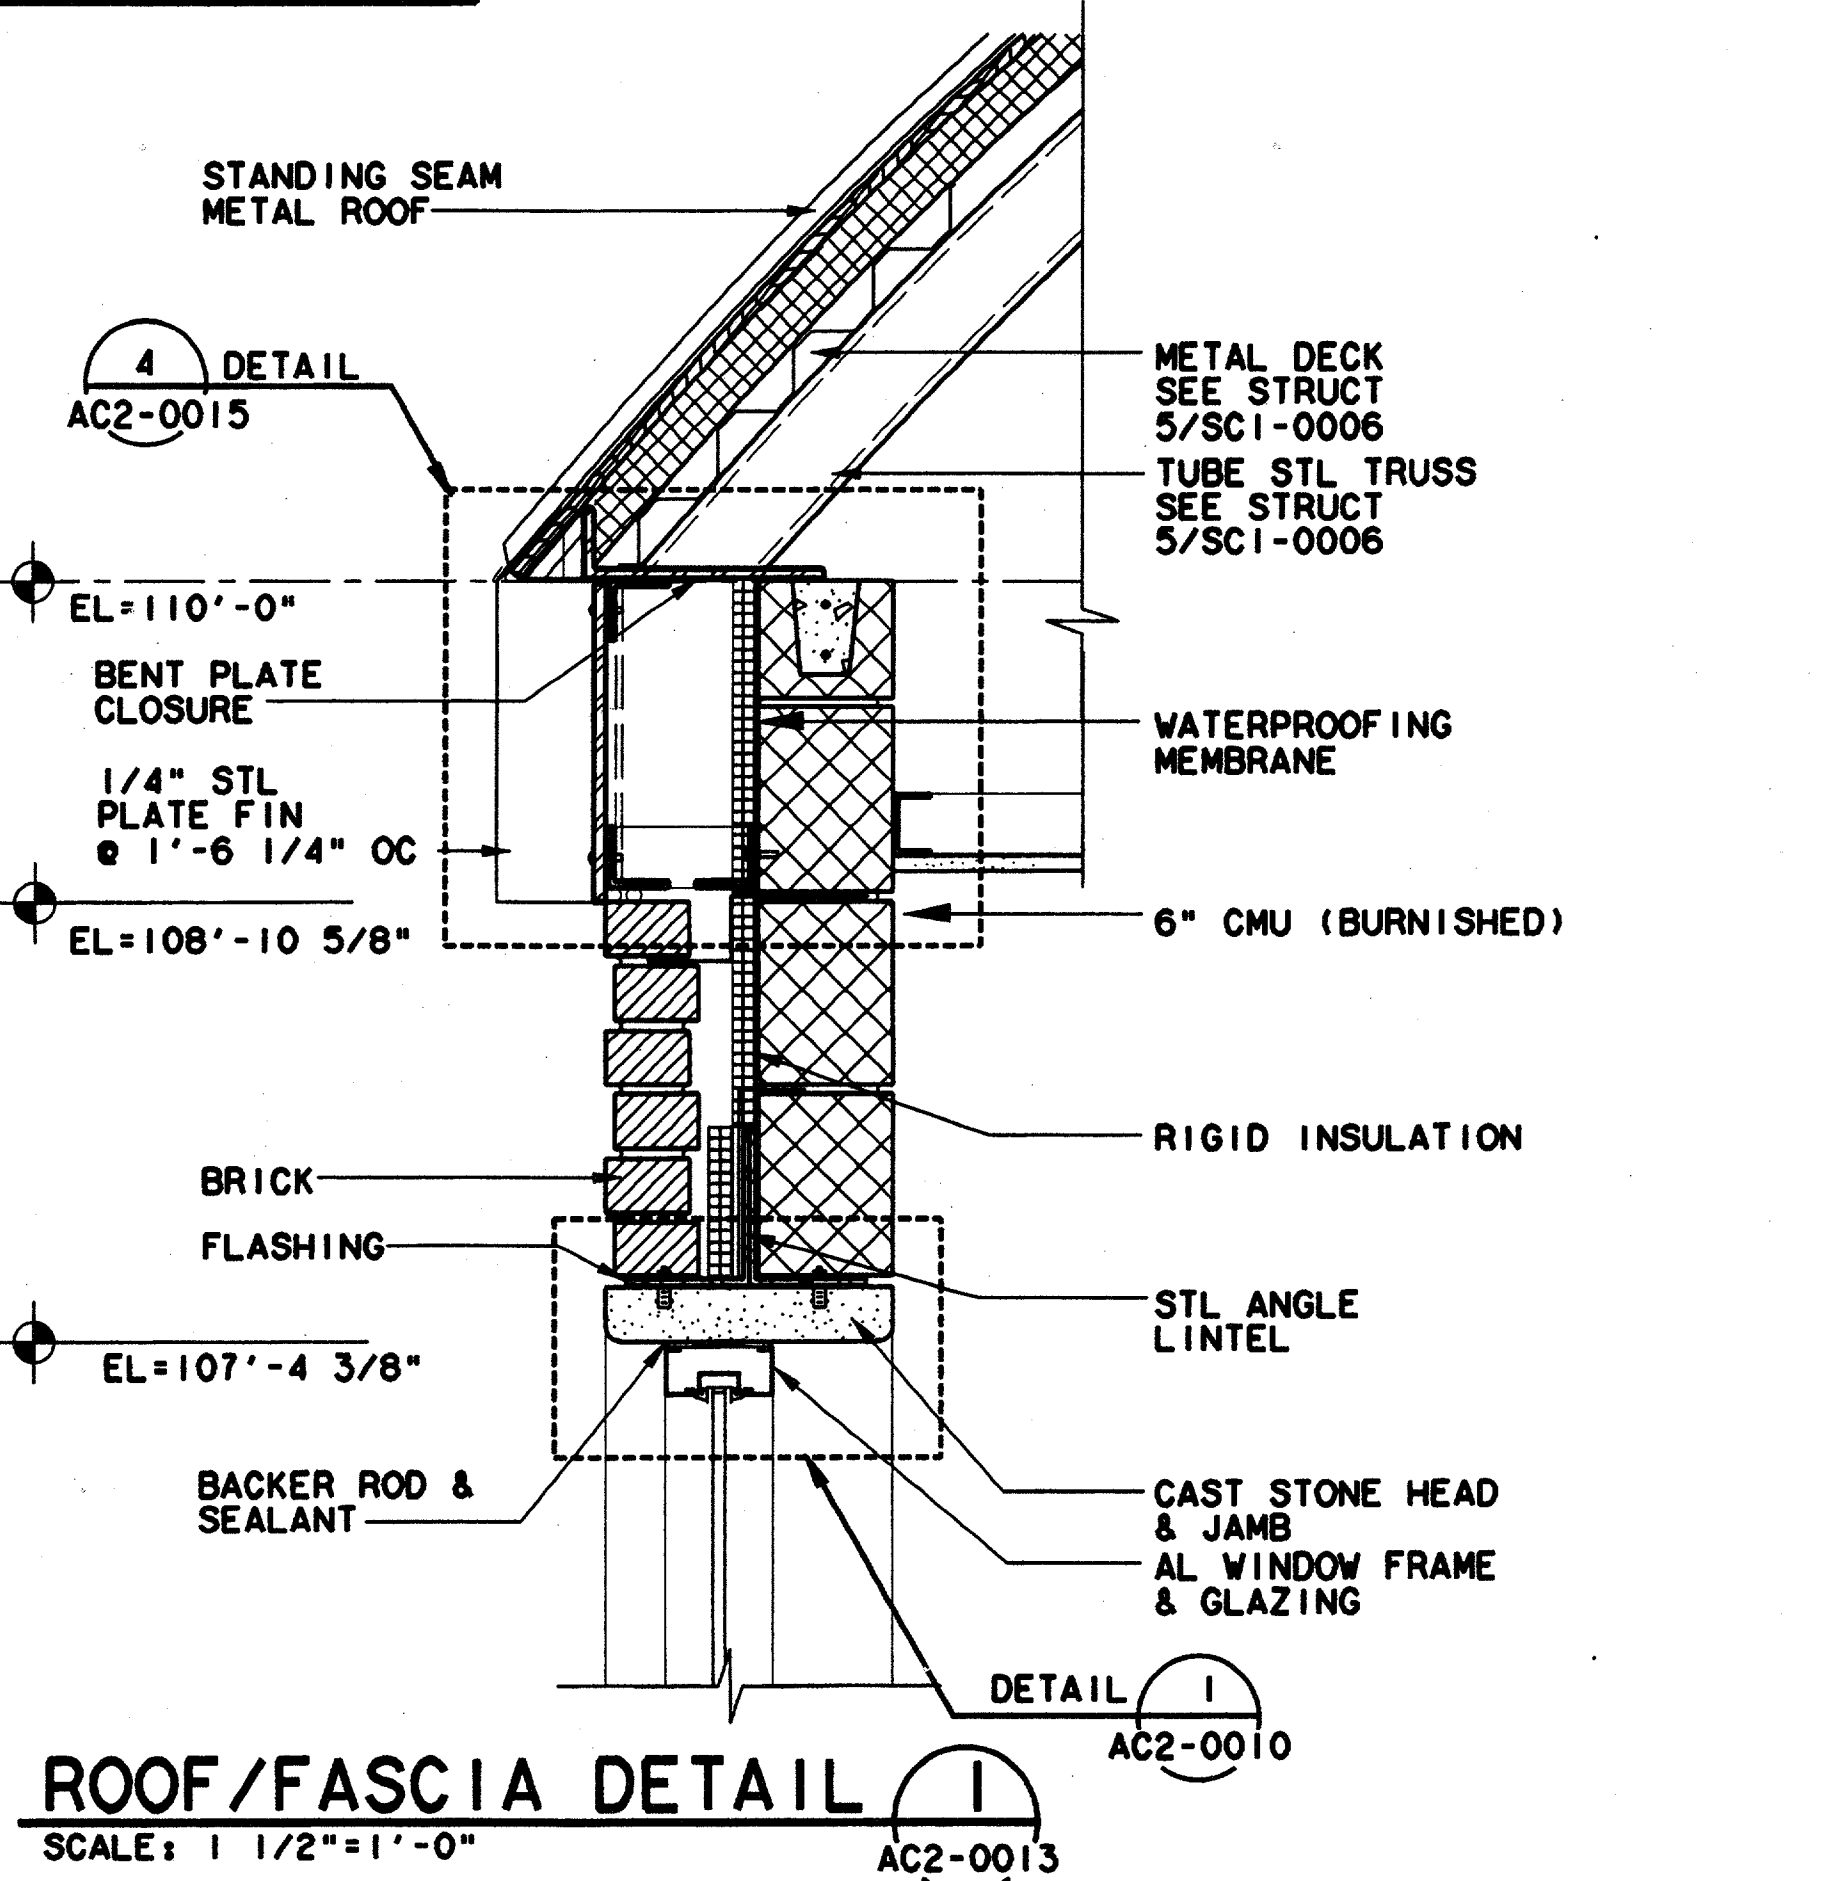 STANDING SEAM
METAL ROOF
4 DETAIL
AC2-0015
METAL DECK
SEE STRUCT
5/SC1-0006
TUBE STL TRUSS
SEE STRUCT
5/SC1-0006
EL=110'-0"
BENT PLATE
CLOSURE
WATERPROOFING
MEMBRANE
1/4" STL
PLATE FIN
@ 1'-6 1/4" OC
6" CMU (BURNISHED)
EL=108'-10 5/8"
RIGID INSULATION
BRICK
FLASHING
STL ANGLE
LINTEL
EL=107'-4 3/8"
BACKER ROD &
SEALANT
CAST STONE HEAD
& JAMB
AL WINDOW FRAME
& GLAZING
DETAIL 1
AC2-0010
ROOF/FASCIA DETAIL 1
SCALE: 1 1/2"=1'-0"
AC2-0013